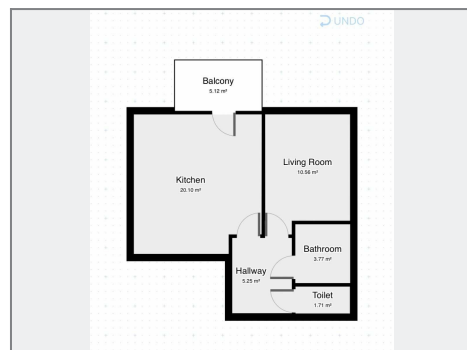 UNDO
Balcony
5.12 m²
Kitchen
20.10 m²
Living Room
10.56 m²
Bathroom
3.77 m²
Hallway
5.25 m²
Toilet
1.71 m²